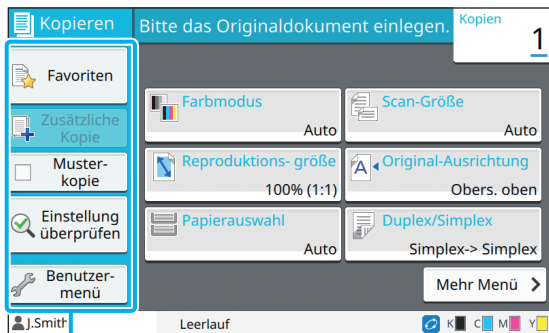 Kopieren
Bitte das Originaldokument einlegen.
Kopien
1
Favoriten
Zusätzliche
Kopie
Muster-
kopie
Einstellung
überprüfen
Benutzer-
menü
Farbmodus
Auto
Scan-Größe
Auto
Reproduktions- größe
100% (1:1)
A
Original-Ausrichtung
Obers. oben
Papierauswahl
Auto
Duplex/Simplex
Simplex-> Simplex
Mehr Menü
J.Smith
Leerlauf
K C M Y